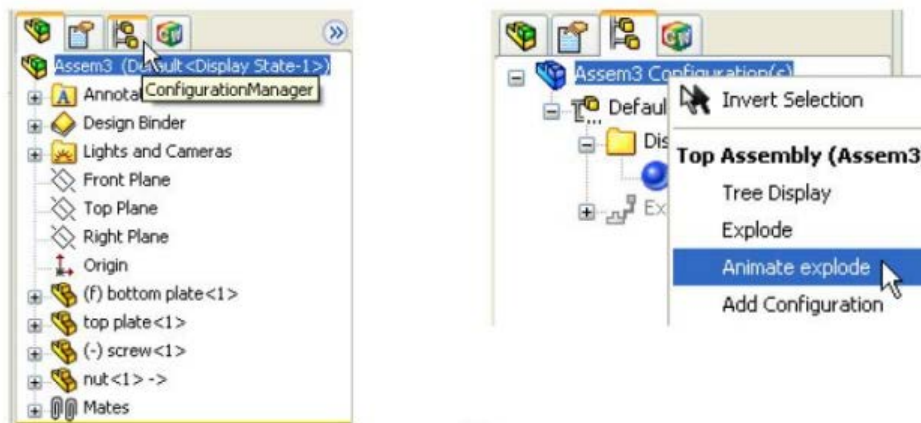 Assem3 (Default<Display State-1>)
ConfigurationManager
Annota
Design Binder
Lights and Cameras
Front Plane
Top Plane
Right Plane
Origin
(f) bottom plate<1>
top plate<1>
(-) screw<1>
nut<1> ->
Mates
Assem3 Configuration(s)
Invert Selection
Defaul
Dis
Top Assembly (Assem3
Tree Display
Ex
Explode
Animate explode
Add Configuration